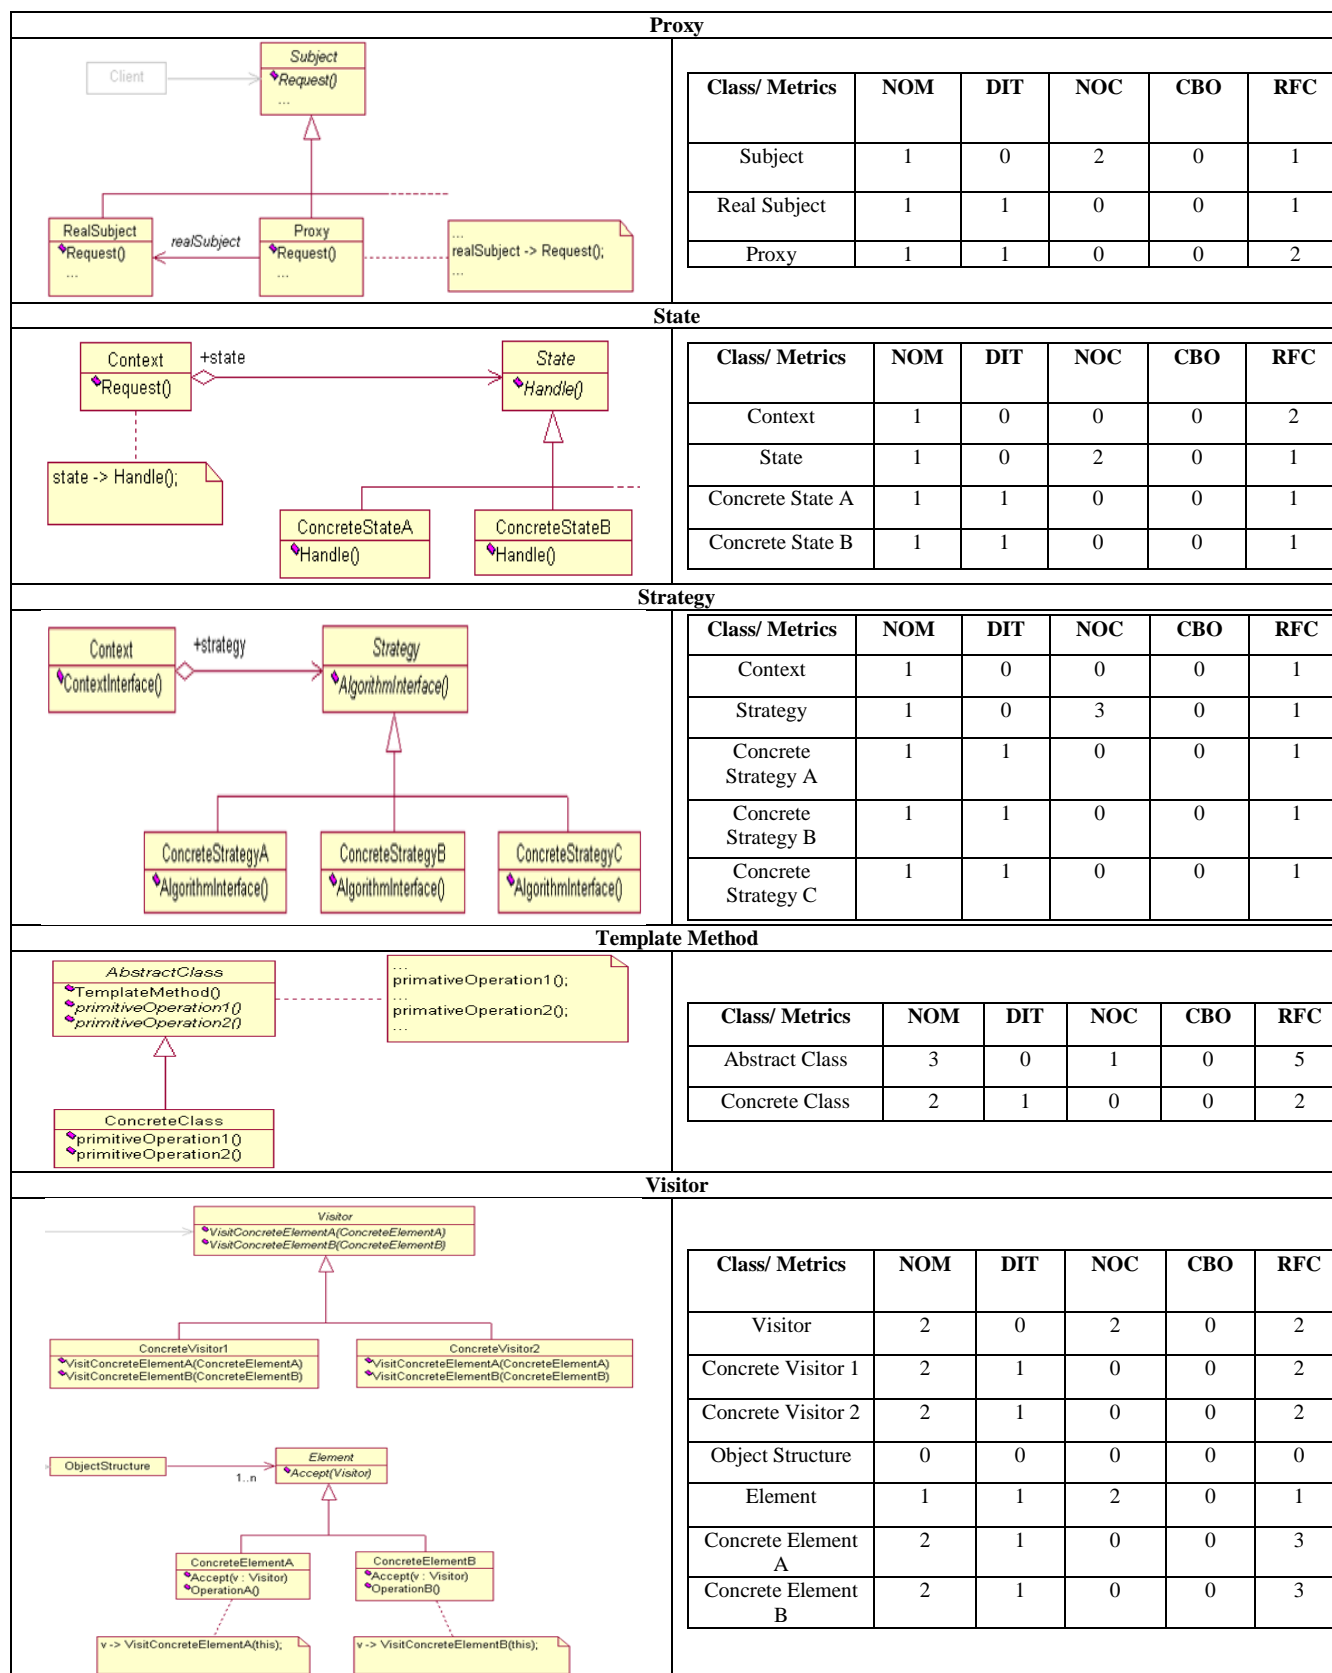 Proxy
Client
Subject
Request()
...
RealSubject
Request()
...
realSubject
Proxy
Request()
...
...
realSubject -> Request();
...
Class/ Metrics NOM DIT NOC CBO RFC
Subject 1 0 2 0 1
Real Subject 1 1 0 0 1
Proxy 1 1 0 0 2
State
Context
Request()
+state
State
Handle()
state -> Handle();
ConcreteStateA
Handle()
ConcreteStateB
Handle()
Class/ Metrics NOM DIT NOC CBO RFC
Context 1 0 0 0 2
State 1 0 2 0 1
Concrete State A 1 1 0 0 1
Concrete State B 1 1 0 0 1
Strategy
Context
ContextInterface()
+strategy
Strategy
AlgorithmInterface()
ConcreteStrategyA
AlgorithmInterface()
ConcreteStrategyB
AlgorithmInterface()
ConcreteStrategyC
AlgorithmInterface()
Class/ Metrics NOM DIT NOC CBO RFC
Context 1 0 0 0 1
Strategy 1 0 3 0 1
Concrete
Strategy A 1 1 0 0 1
Concrete
Strategy B 1 1 0 0 1
Concrete
Strategy C 1 1 0 0 1
Template Method
AbstractClass
TemplateMethod()
primitiveOperation1()
primitiveOperation2()
...
primativeOperation1();
...
primativeOperation2();
...
ConcreteClass
primitiveOperation1()
primitiveOperation2()
Class/ Metrics NOM DIT NOC CBO RFC
Abstract Class 3 0 1 0 5
Concrete Class 2 1 0 0 2
Visitor
Visitor
VisitConcreteElementA(ConcreteElementA)
VisitConcreteElementB(ConcreteElementB)
ConcreteVisitor1
VisitConcreteElementA(ConcreteElementA)
VisitConcreteElementB(ConcreteElementB)
ConcreteVisitor2
VisitConcreteElementA(ConcreteElementA)
VisitConcreteElementB(ConcreteElementB)
ObjectStructure
1..n
Element
Accept(Visitor)
ConcreteElementA
Accept(v : Visitor)
OperationA()
ConcreteElementB
Accept(v : Visitor)
OperationB()
v -> VisitConcreteElementA(this);
v -> VisitConcreteElementB(this);
Class/ Metrics NOM DIT NOC CBO RFC
Visitor 2 0 2 0 2
Concrete Visitor 1 2 1 0 0 2
Concrete Visitor 2 2 1 0 0 2
Object Structure 0 0 0 0 0
Element 1 1 2 0 1
Concrete Element
A 2 1 0 0 3
Concrete Element
B 2 1 0 0 3